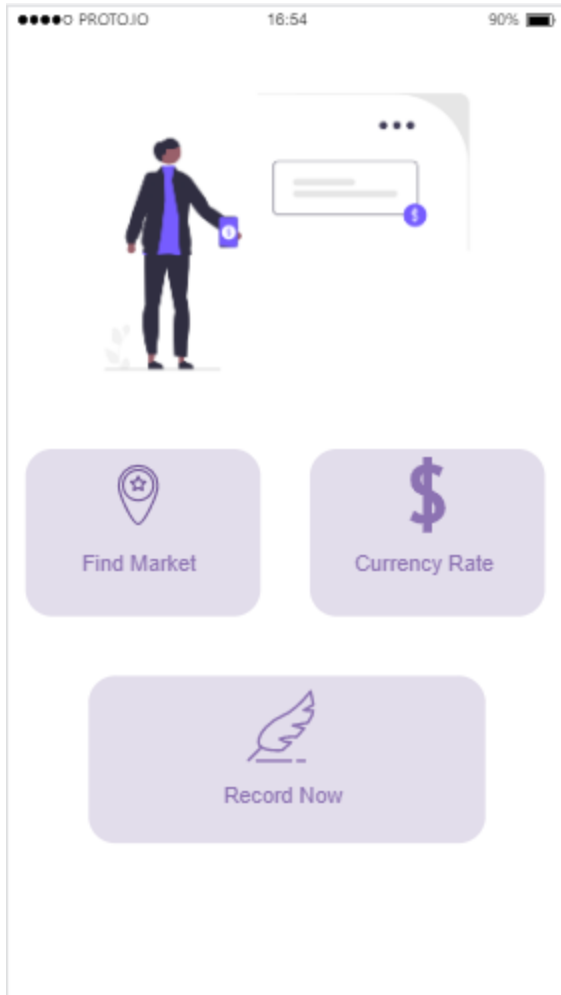 PROTO.IO 16:54 90%
$
Find Market
Currency Rate
Record Now